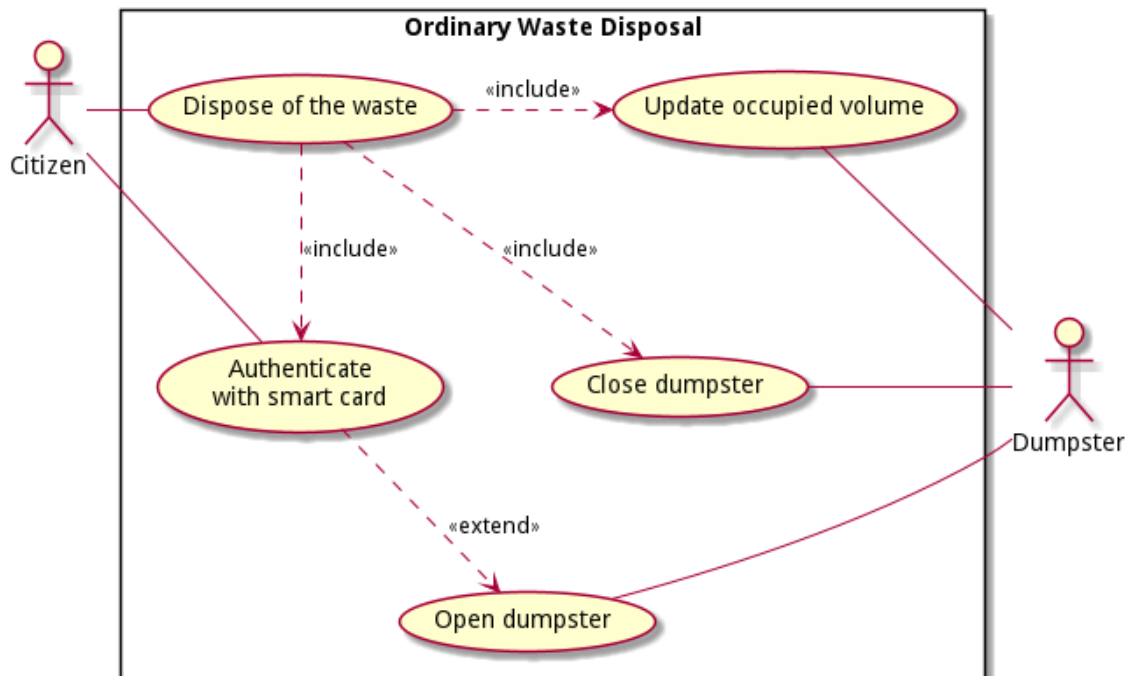 Ordinary Waste Disposal
Citizen
Dispose of the waste
«include»
Update occupied volume
«include»
«include»
Authenticate
with smart card
Close dumpster
Dumpster
«extend»
Open dumpster